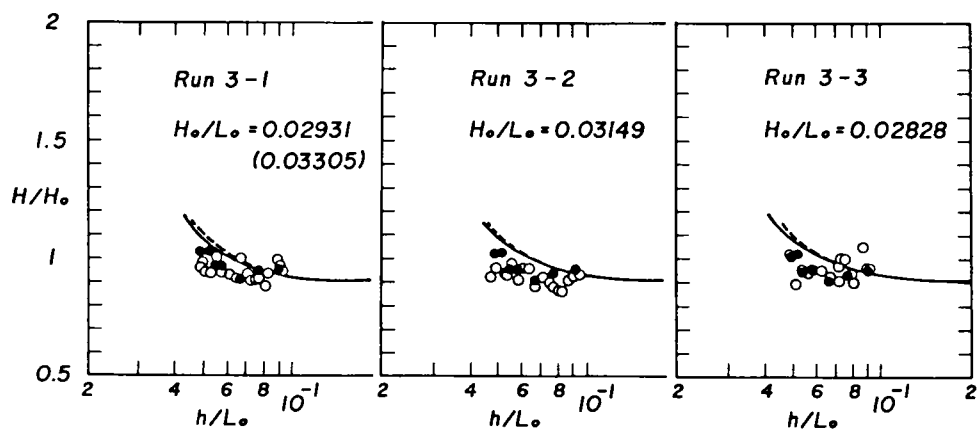 2
1.5
H/H₀
1
0.5
Run 3-1
H₀/L₀ = 0.02931
(0.03305)
Run 3-2
H₀/L₀ = 0.03149
Run 3-3
H₀/L₀ = 0.02828
2 4 6 8 10⁻¹ 2 4 6 8 10⁻¹ 2 4 6 8 10⁻¹ 2
h/L₀ h/L₀ h/L₀